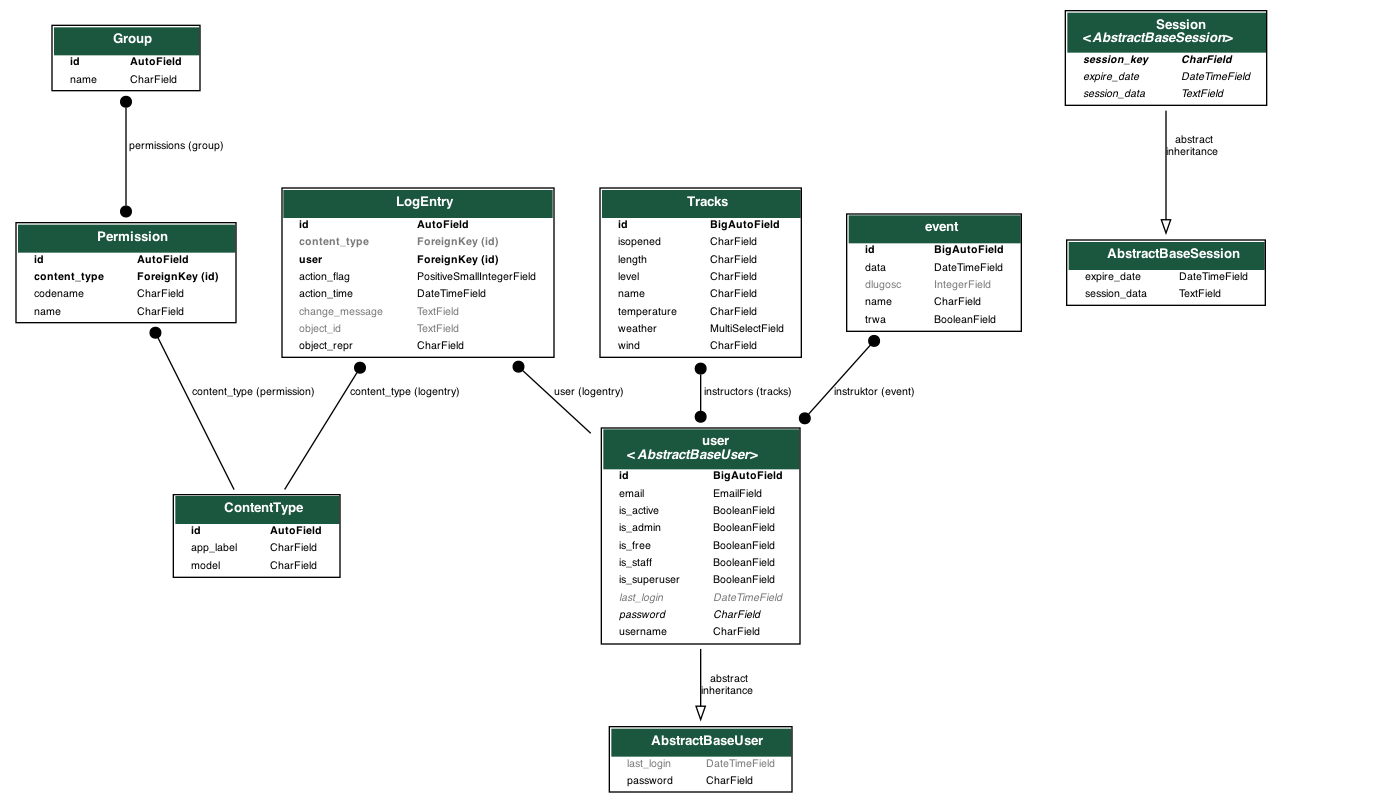 Group
id AutoField
name CharField
permissions (group)
Permission
id AutoField
content_type ForeignKey (id)
codename CharField
name CharField
content_type (permission)
LogEntry
id AutoField
content_type ForeignKey (id)
user ForeignKey (id)
action_flag PositiveSmallIntegerField
action_time DateTimeField
change_message TextField
object_id TextField
object_repr CharField
content_type (logentry)
user (logentry)
Tracks
id BigAutoField
isopened CharField
length CharField
level CharField
name CharField
temperature CharField
weather MultiSelectField
wind CharField
instructors (tracks)
event
id BigAutoField
data DateTimeField
dlugosc IntegerField
name CharField
trwa BooleanField
instruktor (event)
Session
<AbstractBaseSession>
session_key CharField
expire_date DateTimeField
session_data TextField
abstract
inheritance
AbstractBaseSession
expire_date DateTimeField
session_data TextField
ContentType
id AutoField
app_label CharField
model CharField
user
<AbstractBaseUser>
id BigAutoField
email EmailField
is_active BooleanField
is_admin BooleanField
is_free BooleanField
is_staff BooleanField
is_superuser BooleanField
last_login DateTimeField
password CharField
username CharField
abstract
inheritance
AbstractBaseUser
last_login DateTimeField
password CharField